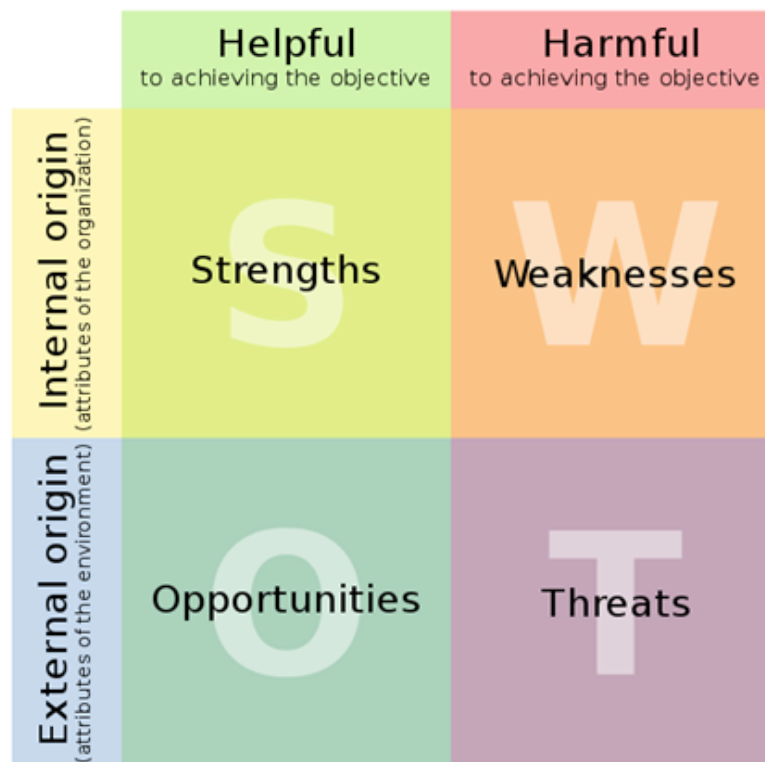 Helpful
to achieving the objective
Harmful
to achieving the objective
Internal origin
(attributes of the organization)
S
Strengths
W
Weaknesses
External origin
(attributes of the environment)
O
Opportunities
T
Threats